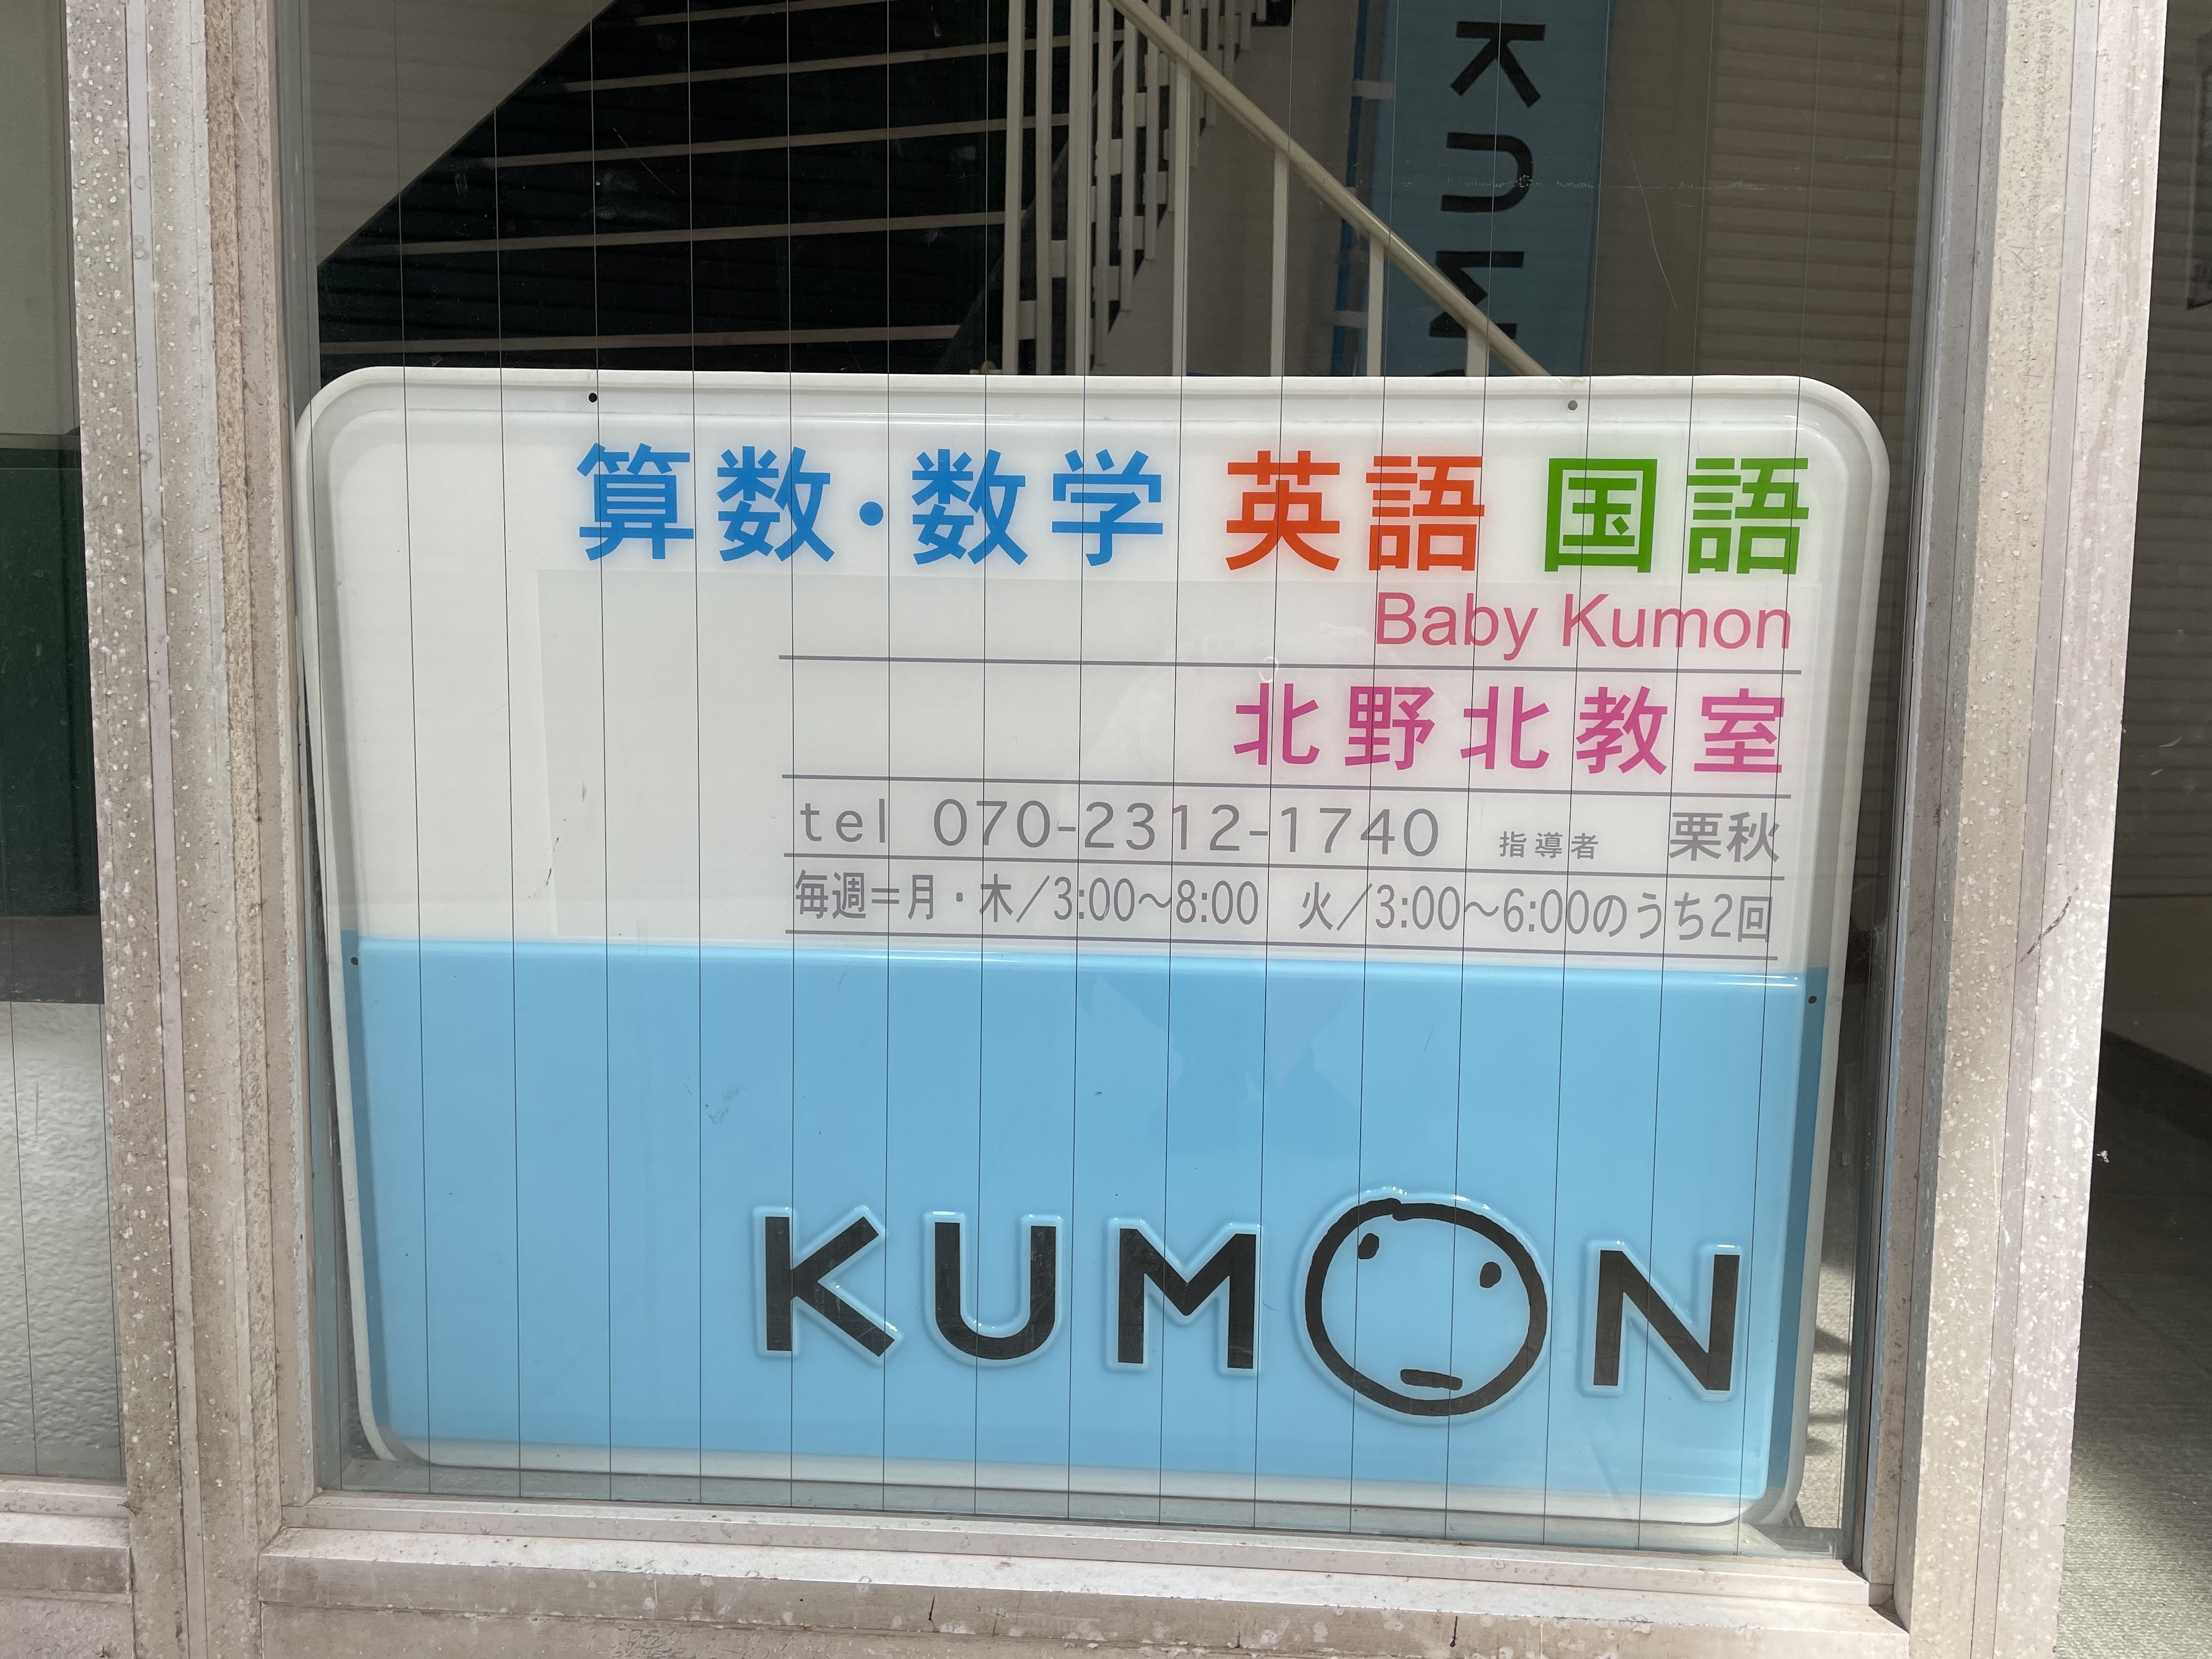 KUM
算数・数学 英語 国語
Baby Kumon
北野北教室
tel 070-2312-1740 指導者 栗秋
毎週=月・木/3:00〜8:00 火/3:00〜6:00のうち2回
KUMON